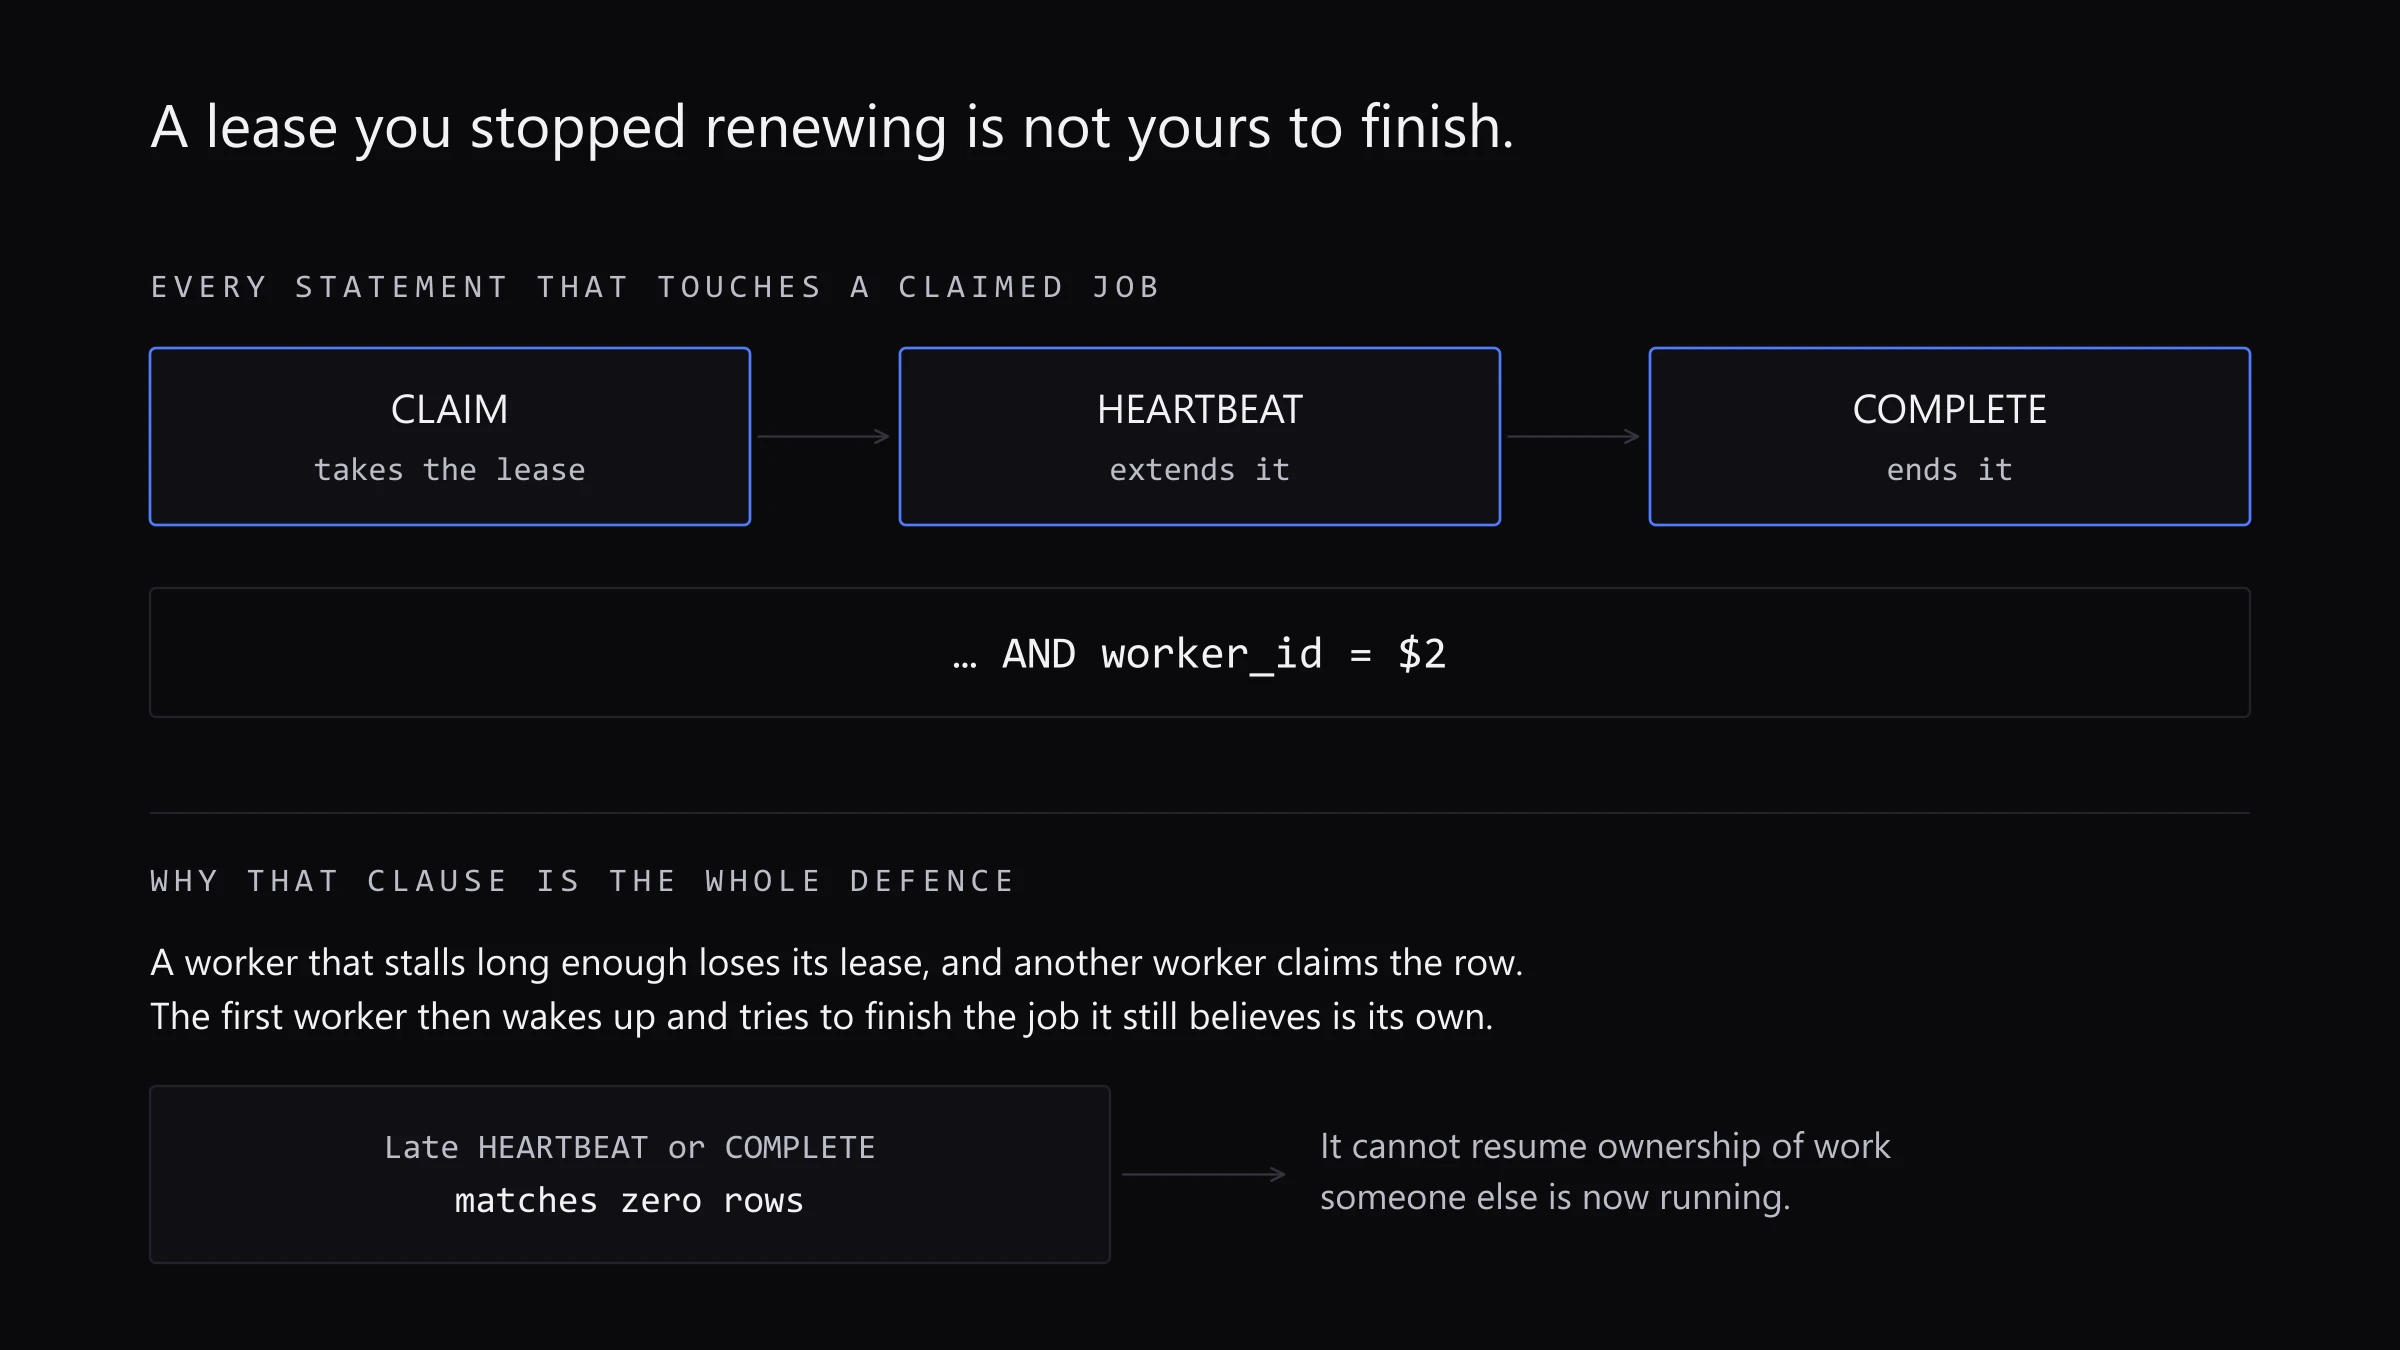 A lease you stopped renewing is not yours to finish.
EVERY STATEMENT THAT TOUCHES A CLAIMED JOB
CLAIM
takes the lease
HEARTBEAT
extends it
COMPLETE
ends it
… AND worker_id = $2
WHY THAT CLAUSE IS THE WHOLE DEFENCE
A worker that stalls long enough loses its lease, and another worker claims the row.
The first worker then wakes up and tries to finish the job it still believes is its own.
Late HEARTBEAT or COMPLETE
matches zero rows
It cannot resume ownership of work
someone else is now running.